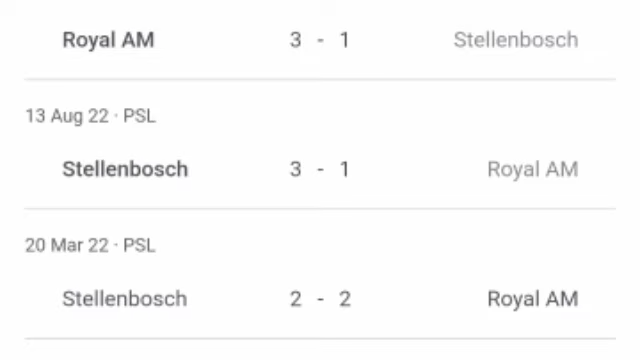 Royal AM 3 - 1 Stellenbosch
13 Aug 22 · PSL
Stellenbosch 3 - 1 Royal AM
20 Mar 22 · PSL
Stellenbosch 2 - 2 Royal AM